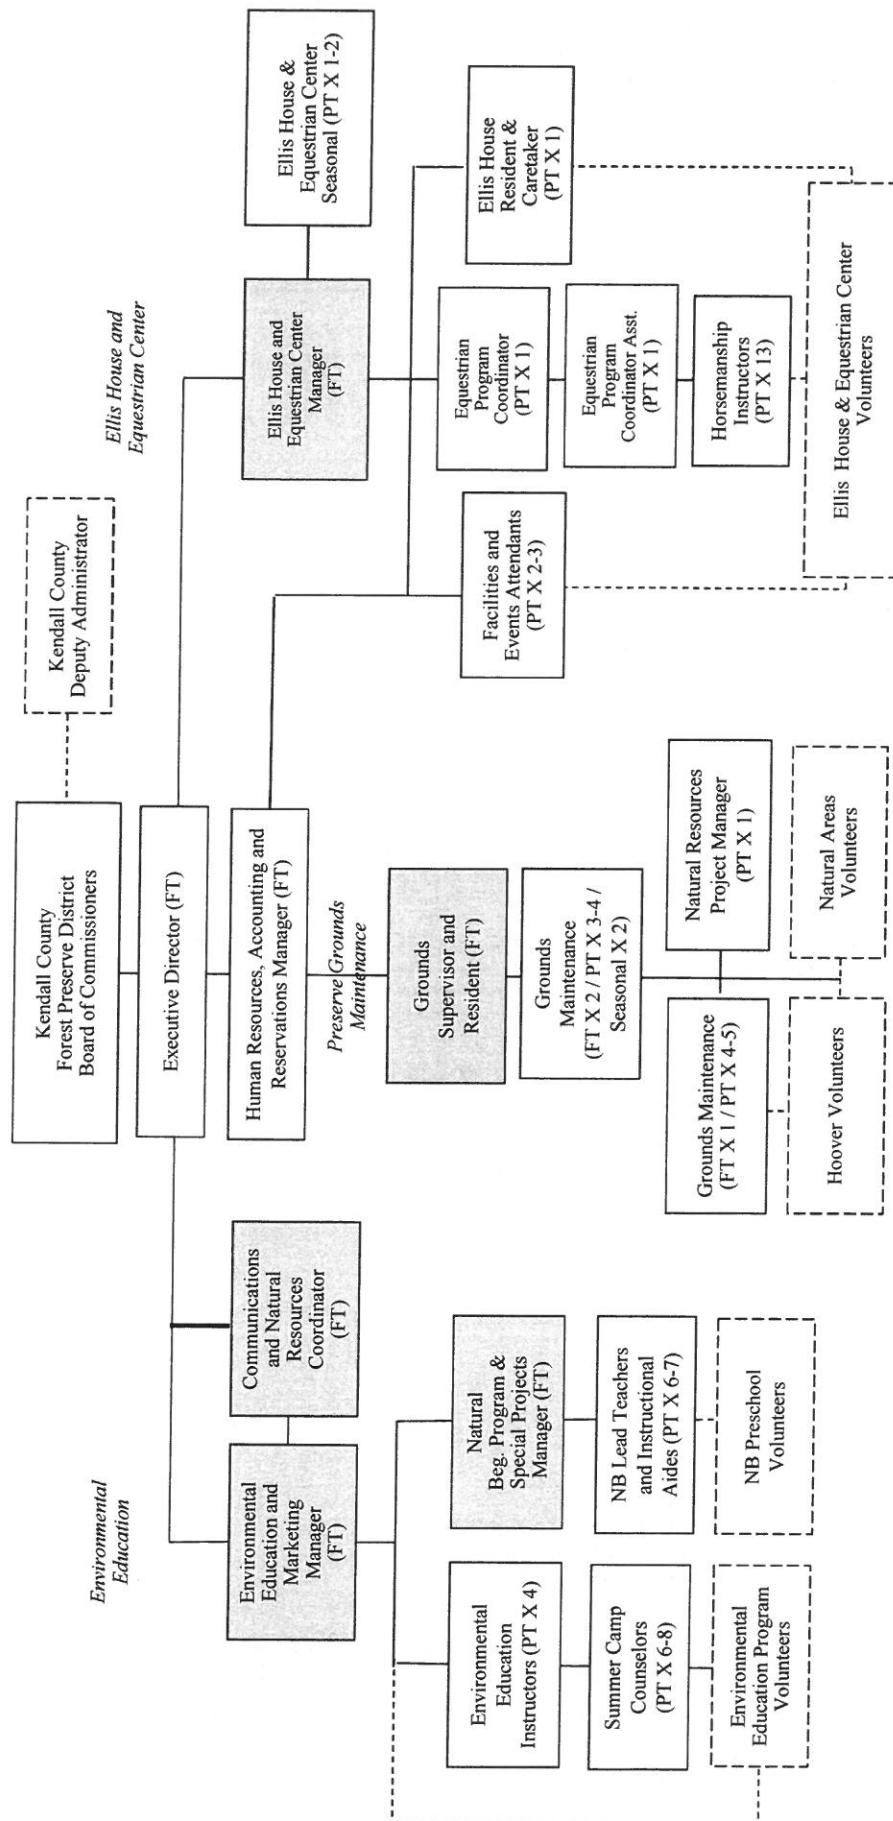 Kendall County
Forest Preserve District
Board of Commissioners
Kendall County
Deputy Administrator
Executive Director (FT)
Human Resources, Accounting and
Reservations Manager (FT)
Environmental
Education
Environmental
Education and
Marketing
Manager
(FT)
Communications
and Natural
Resources
Coordinator
(FT)
Environmental
Education
Instructors (PT X 4)
Summer Camp
Counselors
(PT X 6-8)
Environmental
Education Program
Volunteers
Natural
Beg. Program &
Special Projects
Manager (FT)
NB Lead Teachers
and Instructional
Aides (PT X 6-7)
NB Preschool
Volunteers
Preserve Grounds
Maintenance
Grounds
Supervisor and
Resident (FT)
Grounds
Maintenance
(FT X 2 / PT X 3-4 /
Seasonal X 2)
Grounds Maintenance
(FT X 1 / PT X 4-5)
Hoover Volunteers
Natural Resources
Project Manager
(PT X 1)
Natural Areas
Volunteers
Ellis House and
Equestrian Center
Ellis House and
Equestrian Center
Manager
(FT)
Ellis House &
Equestrian Center
Seasonal (PT X 1-2)
Facilities and
Events Attendants
(PT X 2-3)
Equestrian
Program
Coordinator
(PT X 1)
Equestrian
Program
Coordinator Asst.
(PT X 1)
Horsemanship
Instructors
(PT X 13)
Ellis House
Resident &
Caretaker
(PT X 1)
Ellis House & Equestrian Center
Volunteers